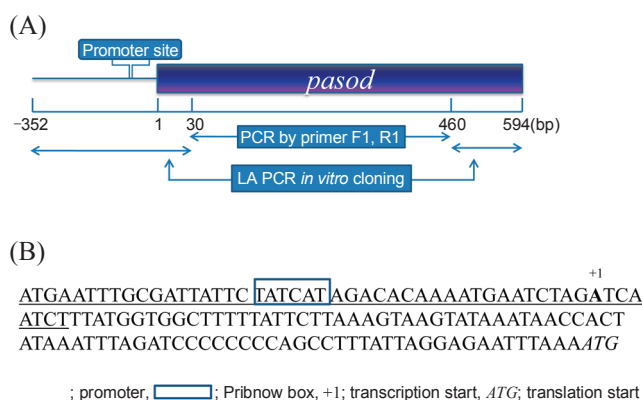 (A)
Promoter site
pasod
−352 1 30 460 594(bp)
PCR by primer F1, R1
LA PCR in vitro cloning
(B)
+1
ATGAATTTGCGATTATTC TATCAT AGACACAAAATGAATCTAGATCA
ATCTTTATGGTGGCTTTTTATTCTTAAAGTAAGTATAAATAACCACT
ATAAATTTAGATCCCCCCCCAGCCTTTATTAGGAGAATTTAAAATG
; promoter, ; Pribnow box, +1; transcription start, ATG; translation start